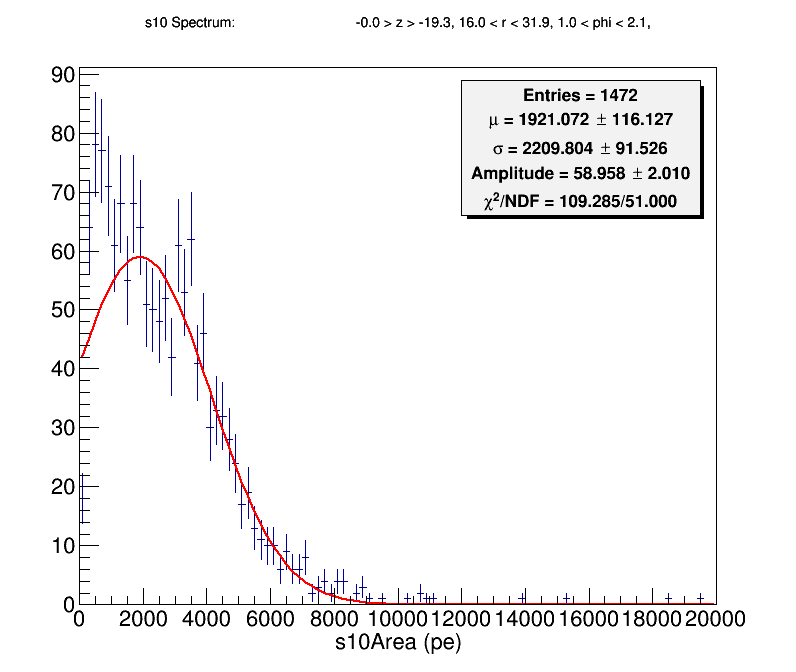 s10 Spectrum: -0.0 > z > -19.3, 16.0 < r < 31.9, 1.0 < phi < 2.1,
Entries = 1472
μ = 1921.072 ± 116.127
σ = 2209.804 ± 91.526
Amplitude = 58.958 ± 2.010
χ²/NDF = 109.285/51.000
90
80
70
60
50
40
30
20
10
0
0 2000 4000 6000 8000 10000 12000 14000 16000 18000 20000
s10Area (pe)